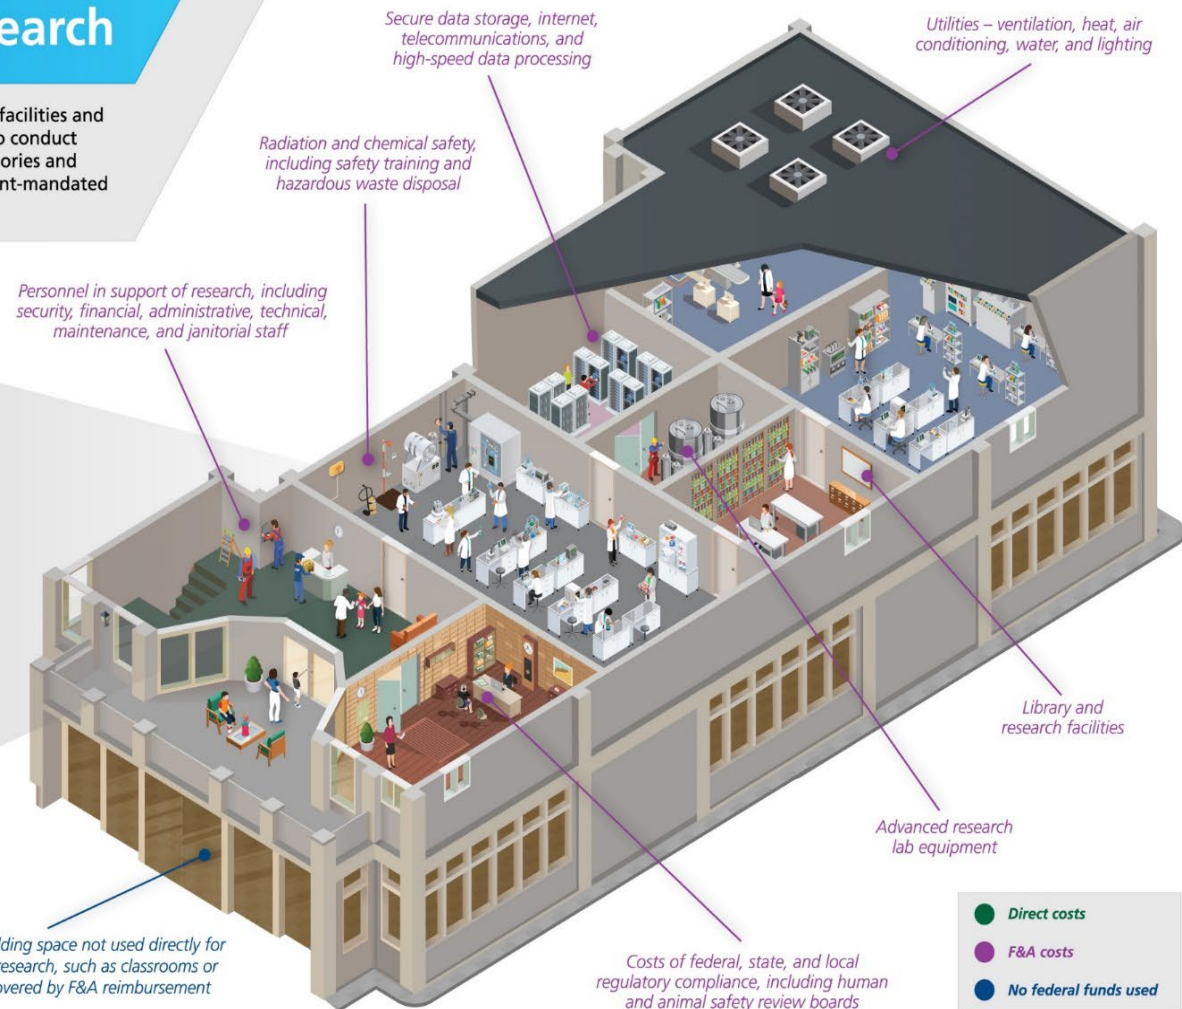 earch
facilities and
o conduct
ories and
nt-mandated
Secure data storage, internet,
telecommunications, and
high-speed data processing
Utilities – ventilation, heat, air
conditioning, water, and lighting
Radiation and chemical safety,
including safety training and
hazardous waste disposal
Personnel in support of research, including
security, financial, administrative, technical,
maintenance, and janitorial staff
Library and
research facilities
Advanced research
lab equipment
lding space not used directly for
research, such as classrooms or
overed by F&A reimbursement
Costs of federal, state, and local
regulatory compliance, including human
and animal safety review boards
Direct costs
F&A costs
No federal funds used